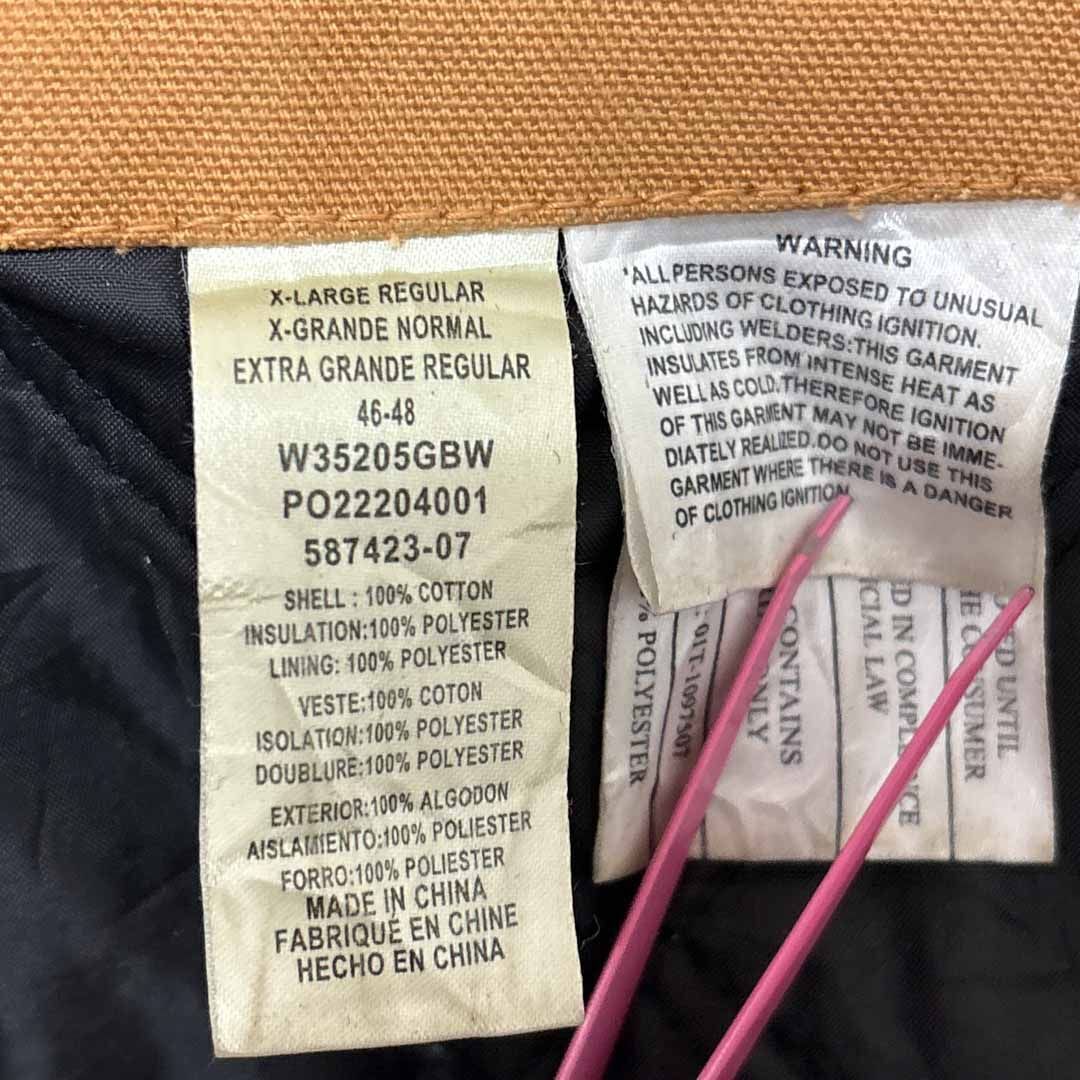 X-LARGE REGULAR
X-GRANDE NORMAL
EXTRA GRANDE REGULAR
46-48
W35205GBW
PO22204001
587423-07
SHELL : 100% COTTON
INSULATION:100% POLYESTER
LINING: 100% POLYESTER
VESTE:100% COTON
ISOLATION:100% POLYESTER
DOUBLURE:100% POLYESTER
EXTERIOR:100% ALGODON
AISLAMIENTO:100% POLIESTER
FORRO:100% POLIESTER
MADE IN CHINA
FABRIQUÉ EN CHINE
HECHO EN CHINA
WARNING
'ALL PERSONS EXPOSED TO UNUSUAL
HAZARDS OF CLOTHING IGNITION.
INCLUDING WELDERS:THIS GARMENT
INSULATES FROM INTENSE HEAT AS
WELL AS COLD.THEREFORE IGNITION
OF THIS GARMENT MAY NOT BE IMME-
DIATELY REALIZED.DO NOT USE THIS
GARMENT WHERE THERE IS A DANGER
OF CLOTHING IGNITION
UNTIL
CONSUMER
IN COMPLIANCE
LAW
CONTAINS
ONLY
% POLYESTER